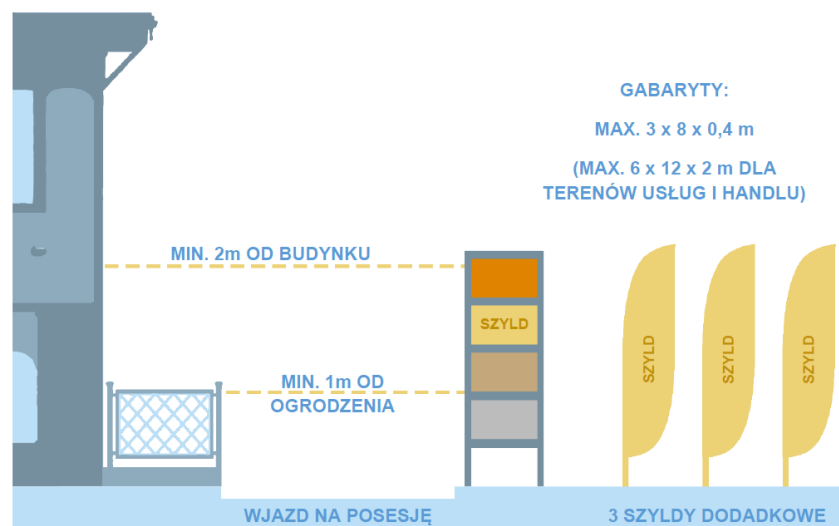 GABARYTY:
MAX. 3 x 8 x 0,4 m
(MAX. 6 x 12 x 2 m DLA
TERENÓW USŁUG I HANDLU)
MIN. 2m OD BUDYNKU
SZYLD
MIN. 1m OD
OGRODZENIA
SZYLD
SZYLD
SZYLD
WJAZD NA POSESJĘ
3 SZYLDY DODADKOWE